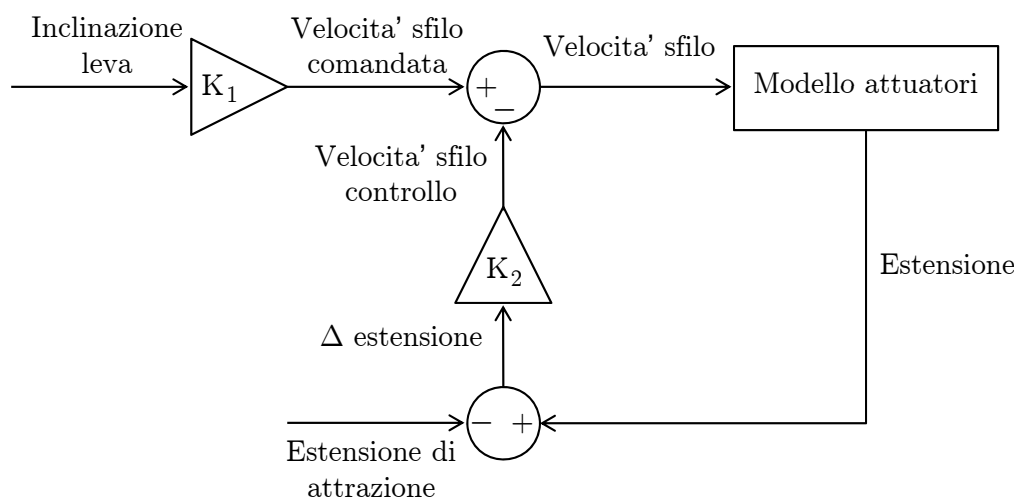 Inclinazione
leva
K1
Velocita' sfilo
comandata
+
−
Velocita' sfilo
Modello attuatori
Velocita' sfilo
controllo
K2
Estensione
Δ estensione
− +
Estensione di
attrazione